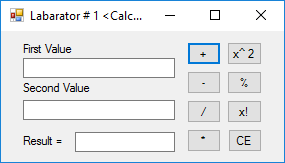 Labarator # 1 <Calc...
First Value
+ x^ 2
Second Value
- %
/ x!
Result =
* CE